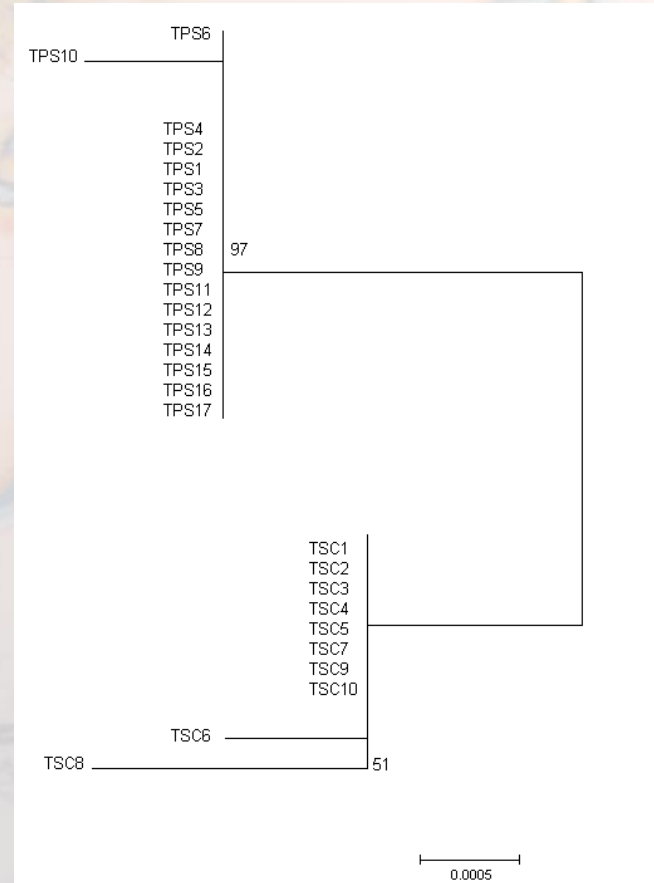 TPS6
TPS10
TPS4
TPS2
TPS1
TPS3
TPS5
TPS7
TPS8 97
TPS9
TPS11
TPS12
TPS13
TPS14
TPS15
TPS16
TPS17
TSC1
TSC2
TSC3
TSC4
TSC5
TSC7
TSC9
TSC10
TSC6
TSC8 51
0.0005